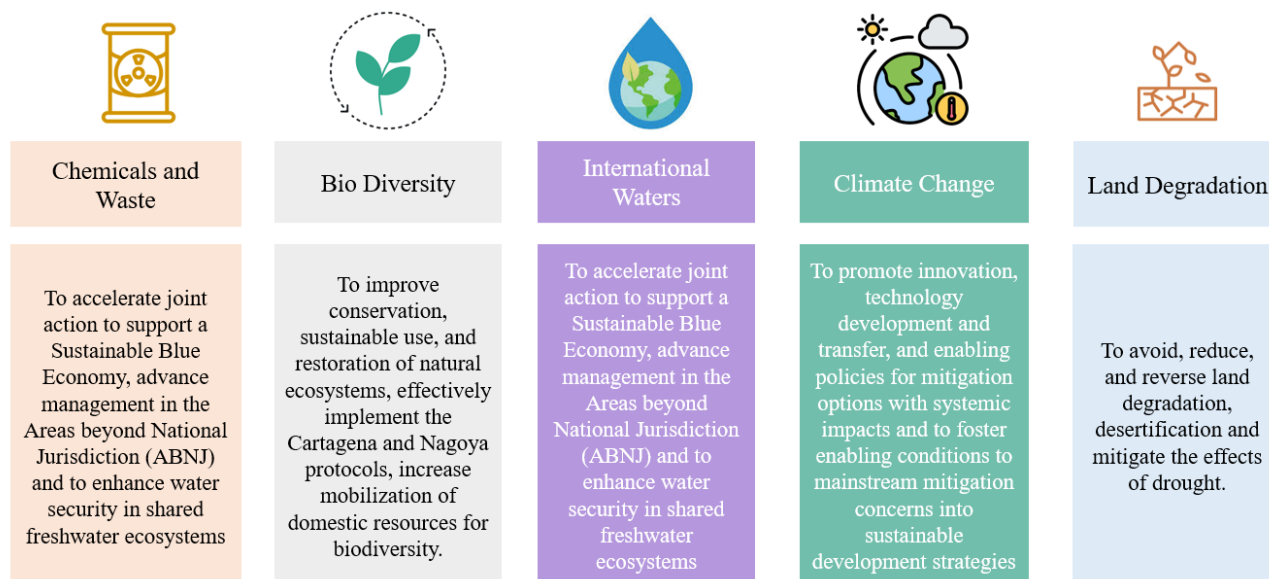 Chemicals and
Waste
Bio Diversity
International
Waters
Climate Change
Land Degradation
To accelerate joint
action to support a
Sustainable Blue
Economy, advance
management in the
Areas beyond National
Jurisdiction (ABNJ)
and to enhance water
security in shared
freshwater ecosystems
To improve
conservation,
sustainable use, and
restoration of natural
ecosystems, effectively
implement the
Cartagena and Nagoya
protocols, increase
mobilization of
domestic resources for
biodiversity.
To accelerate joint
action to support a
Sustainable Blue
Economy, advance
management in the
Areas beyond
National Jurisdiction
(ABNJ) and to
enhance water
security in shared
freshwater
ecosystems
To promote innovation,
technology
development and
transfer, and enabling
policies for mitigation
options with systemic
impacts and to foster
enabling conditions to
mainstream mitigation
concerns into
sustainable
development strategies
To avoid, reduce,
and reverse land
degradation,
desertification and
mitigate the effects
of drought.